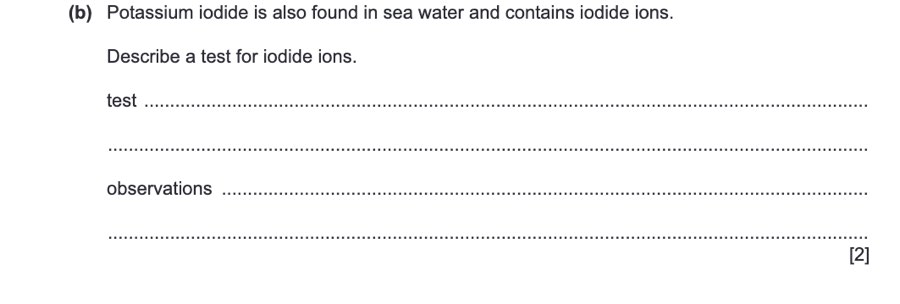 (b) Potassium iodide is also found in sea water and contains iodide ions.
Describe a test for iodide ions.
test ..........................................................................................................................................
...................................................................................................................................................
observations ............................................................................................................................
...................................................................................................................................................
[2]